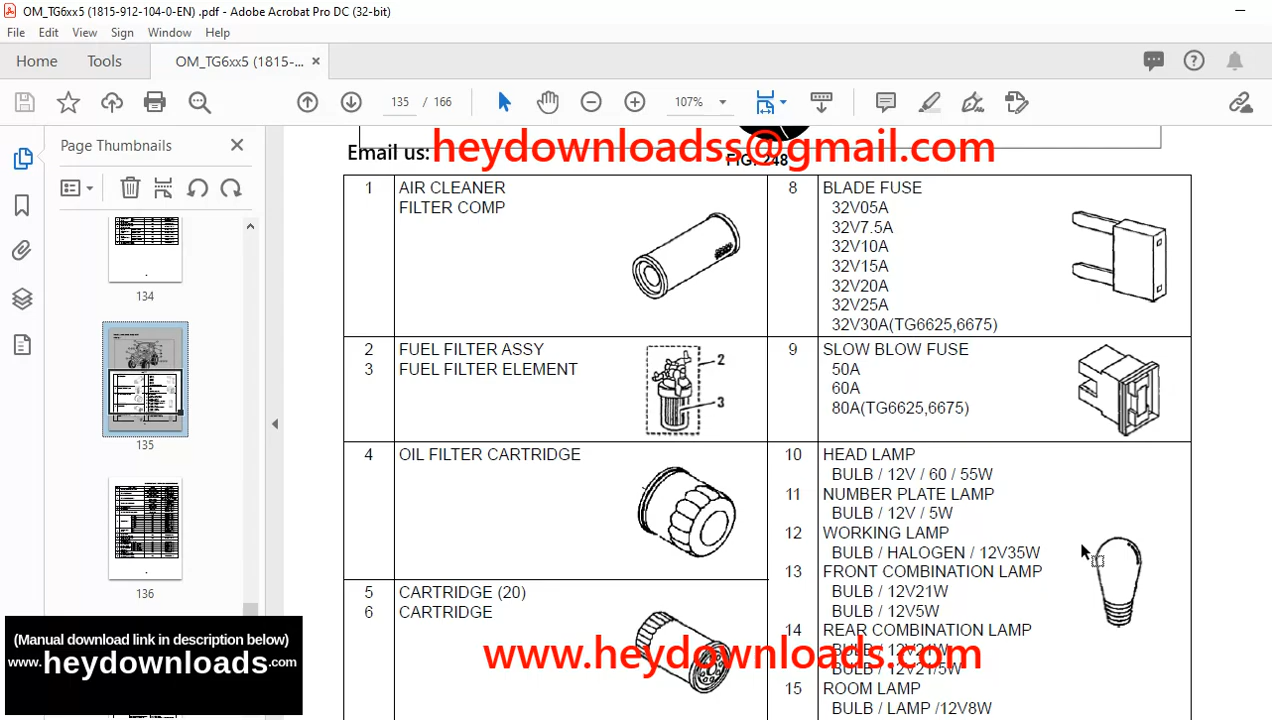 OM_TG6xx5 (1815-912-104-0-EN) .pdf - Adobe Acrobat Pro DC (32-bit)
File Edit View Sign Window Help
Home Tools OM_TG6xx5 (1815-...
135 / 166 107%
Page Thumbnails
134
135
136
Email us: heydownloadss@gmail.com
FIG. 248
1 AIR CLEANER
FILTER COMP
2 FUEL FILTER ASSY
3 FUEL FILTER ELEMENT
2
3
4 OIL FILTER CARTRIDGE
5 CARTRIDGE (20)
6 CARTRIDGE
8 BLADE FUSE
32V05A
32V7.5A
32V10A
32V15A
32V20A
32V25A
32V30A(TG6625,6675)
9 SLOW BLOW FUSE
50A
60A
80A(TG6625,6675)
10 HEAD LAMP
BULB / 12V / 60 / 55W
11 NUMBER PLATE LAMP
BULB / 12V / 5W
12 WORKING LAMP
BULB / HALOGEN / 12V35W
13 FRONT COMBINATION LAMP
BULB / 12V21W
BULB / 12V5W
14 REAR COMBINATION LAMP
BULB / 12V21W
BULB / 12V21/5W
15 ROOM LAMP
BULB / LAMP /12V8W
www.heydownloads.com
(Manual download link in description below)
www.heydownloads.com